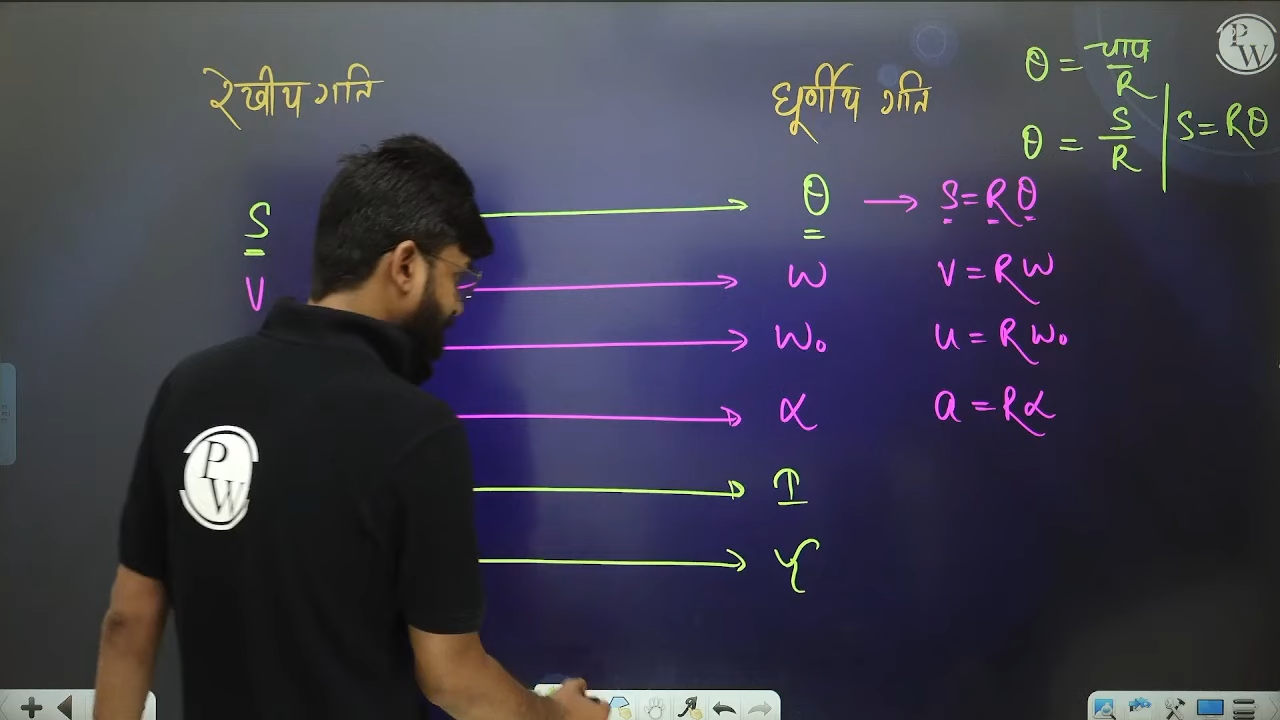 PW
रेखीय गति
घूर्णीय गति
θ = चाप/R
θ = S/R | S=Rθ
S → θ → S=Rθ
V → ω V=Rω
→ ω₀ u=Rω₀
→ α a=Rα
→ I
→
PW